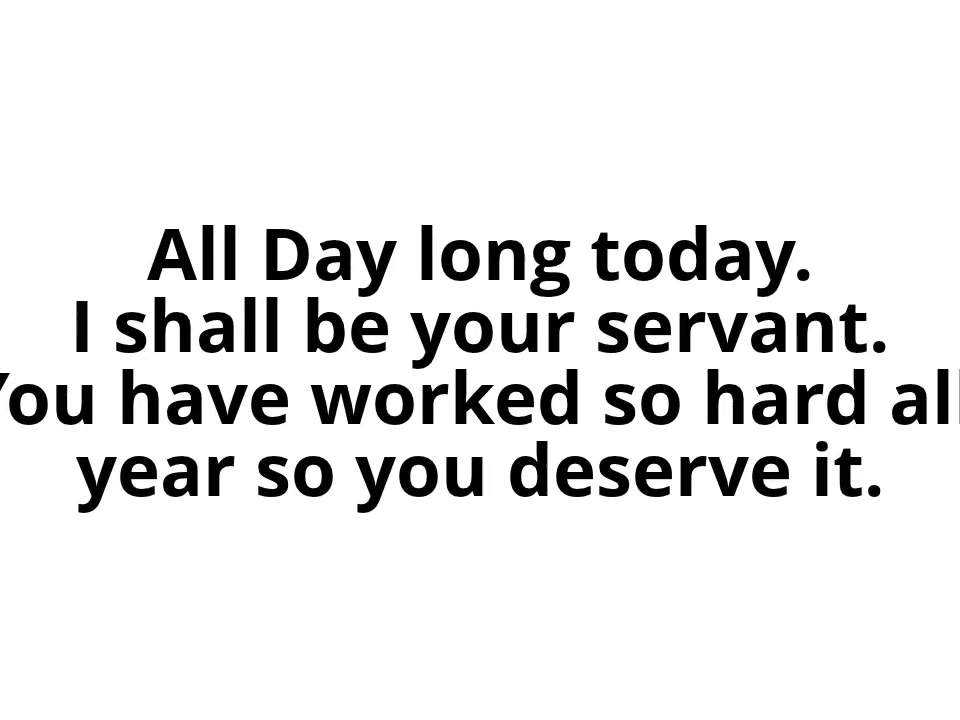 All Day long today.
I shall be your servant.
You have worked so hard all
year so you deserve it.